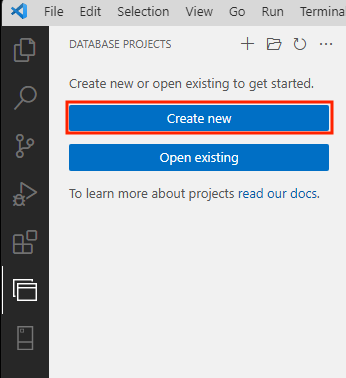 File Edit Selection View Go Run Termina
DATABASE PROJECTS
Create new or open existing to get started.
Create new
Open existing
To learn more about projects read our docs.